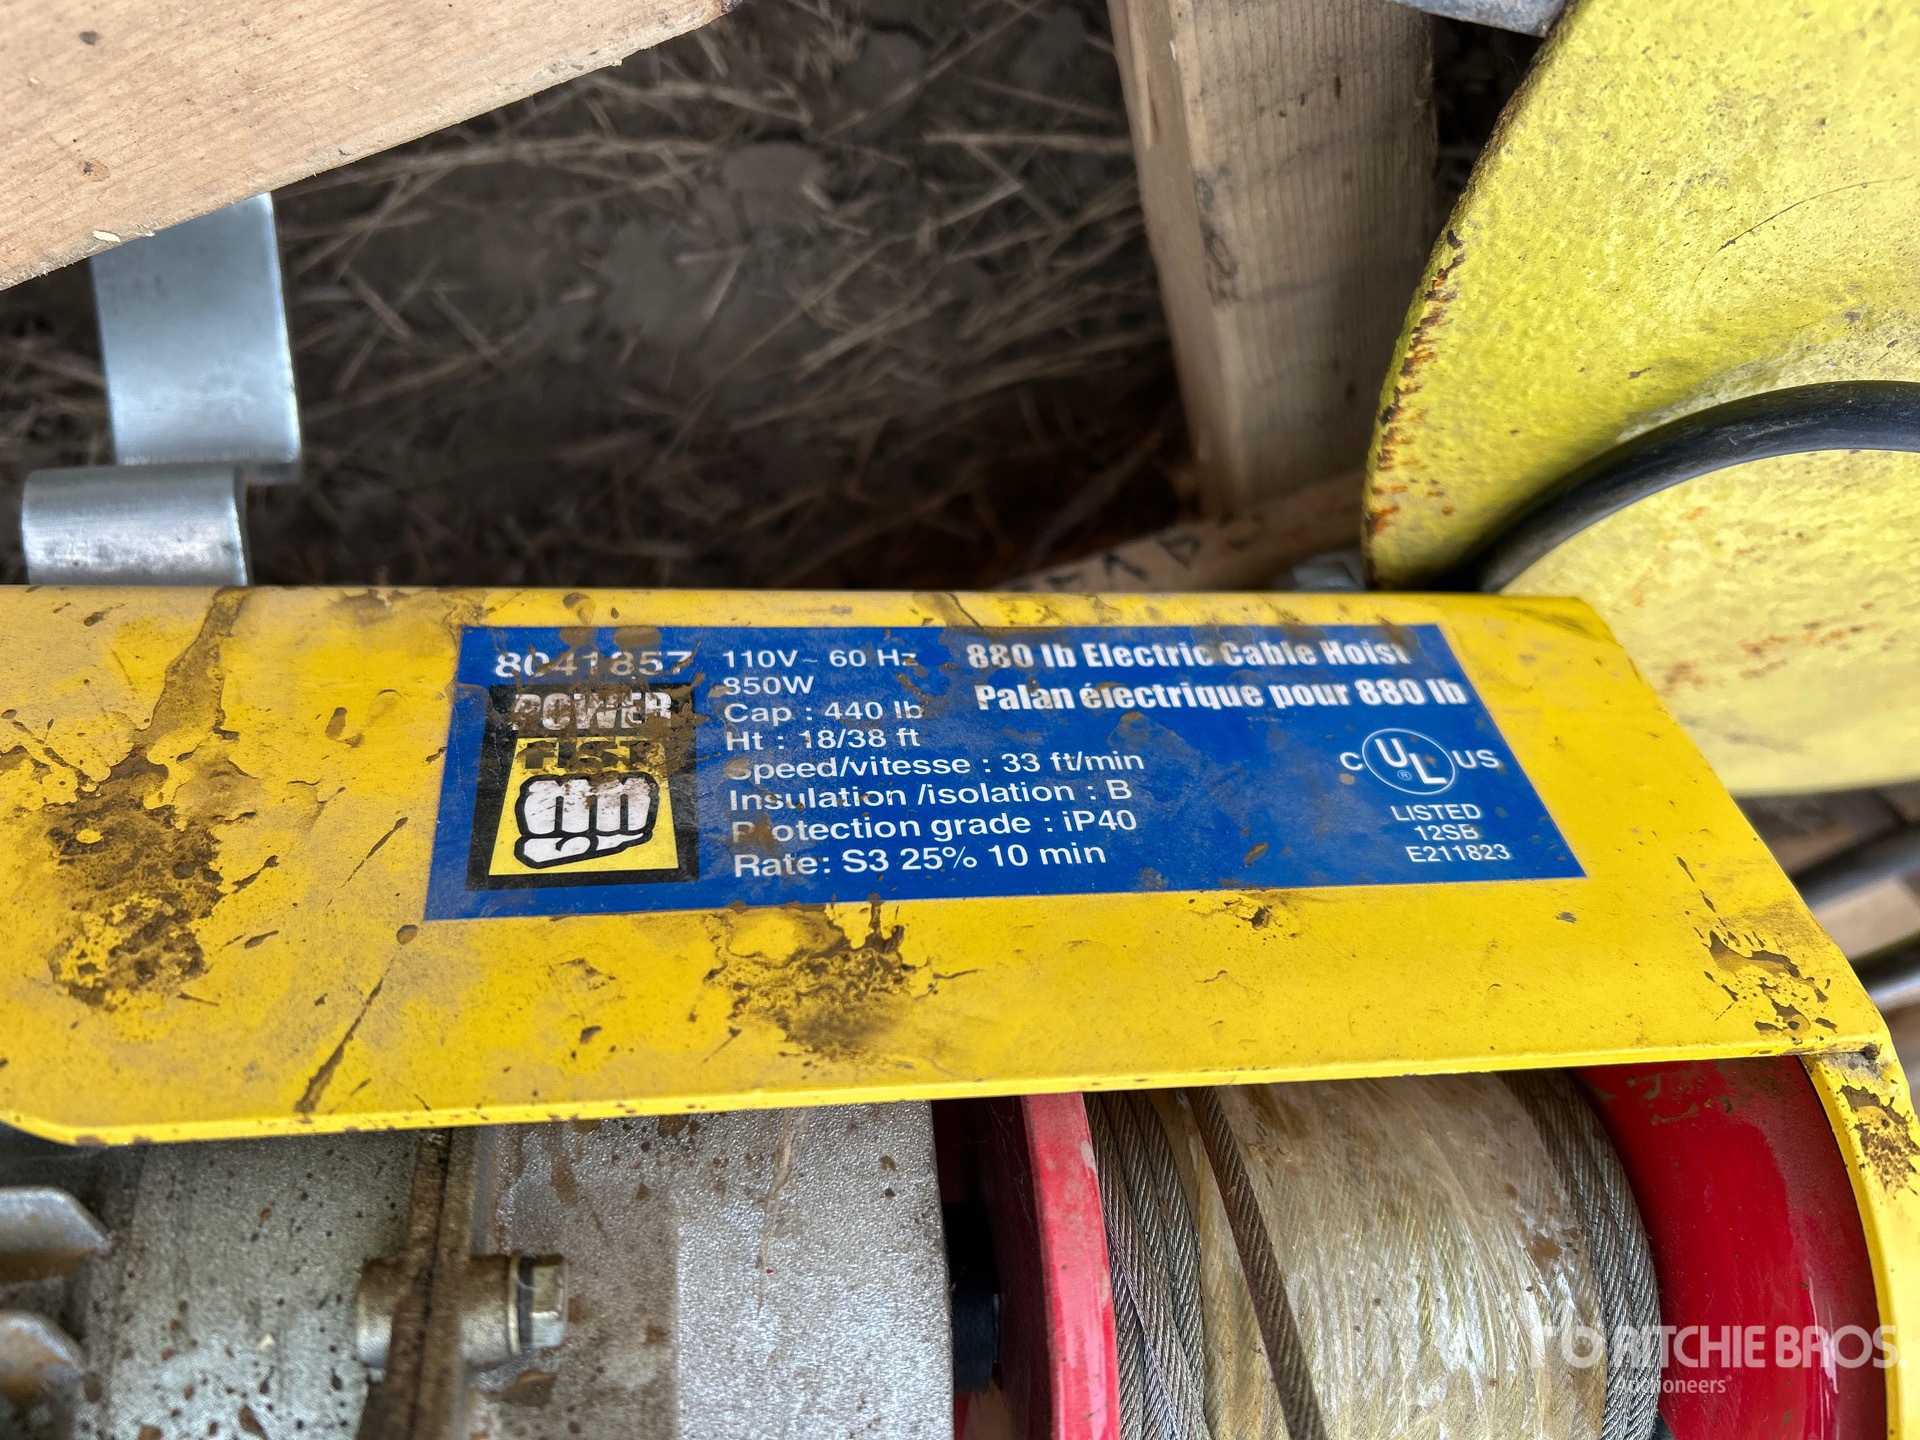 8041857
POWER
FIST
110V~ 60 Hz
850W
Cap : 440 lb
Ht : 18/38 ft
Speed/vitesse : 33 ft/min
Insulation /isolation : B
Protection grade : iP40
Rate: S3 25% 10 min
880 lb Electric Cable Hoist
Palan électrique pour 880 lb
C UL US
®
LISTED
12SB
E211823
RITCHIE BROS.
Auctioneers